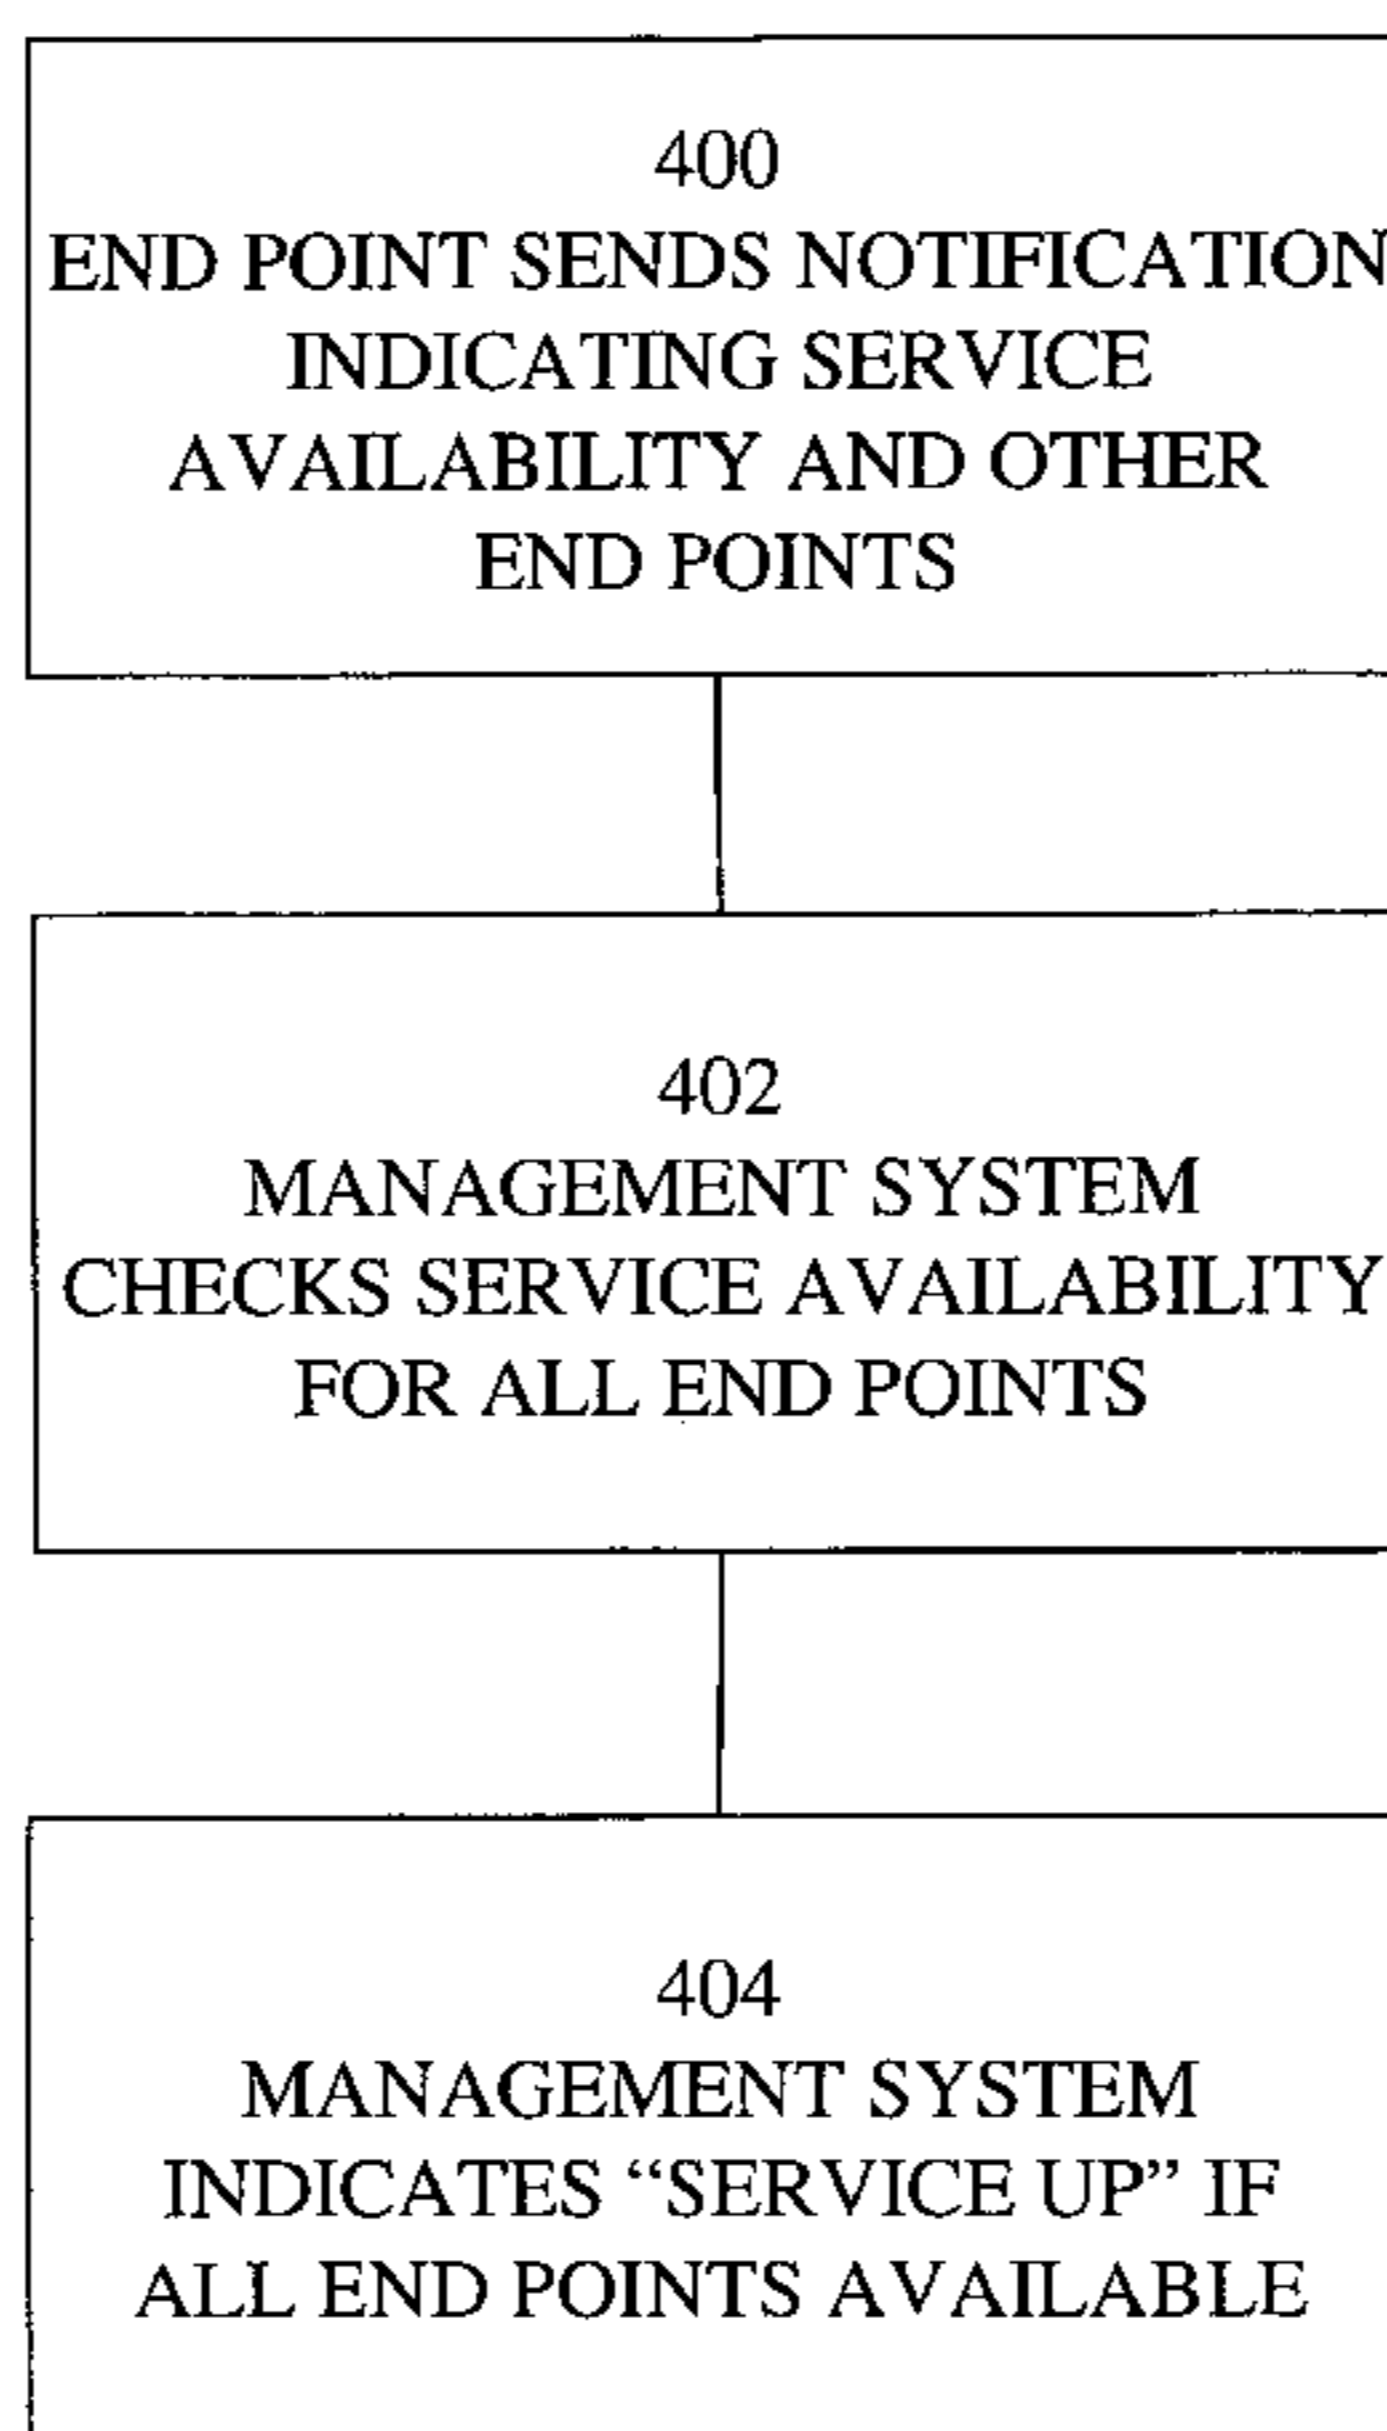 400
END POINT SENDS NOTIFICATION
INDICATING SERVICE
AVAILABILITY AND OTHER
END POINTS
402
MANAGEMENT SYSTEM
CHECKS SERVICE AVAILABILITY
FOR ALL END POINTS
404
MANAGEMENT SYSTEM
INDICATES “SERVICE UP” IF
ALL END POINTS AVAILABLE